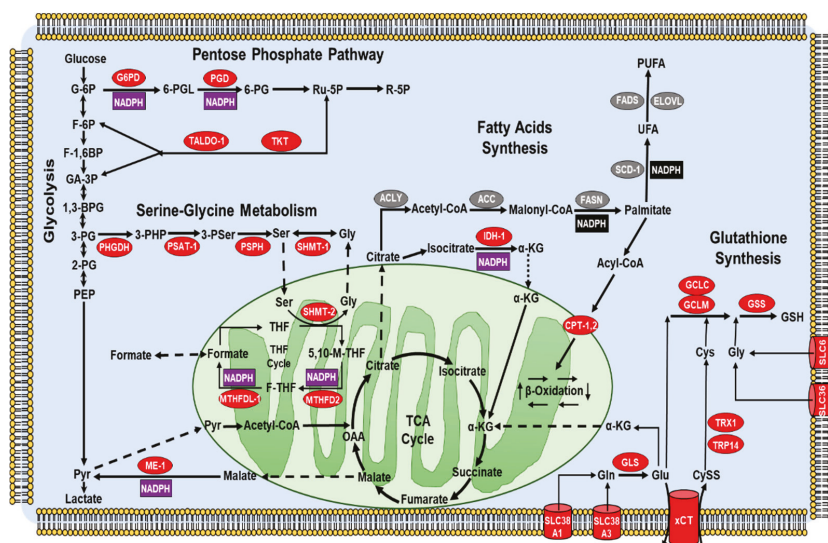 Pentose Phosphate Pathway
Glucose
G-6P
G6PD
NADPH
6-PGL
PGD
NADPH
6-PG
Ru-5P
R-5P
F-6P
TALDO-1
TKT
F-1,6BP
GA-3P
Glycolysis
1,3-BPG
Serine-Glycine Metabolism
3-PG
PHGDH
3-PHP
PSAT-1
3-PSer
PSPH
Ser
SHMT-1
Gly
2-PG
PEP
Fatty Acids
Synthesis
PUFA
FADS
ELOVL
UFA
SCD-1
NADPH
ACLY
Acetyl-CoA
ACC
Malonyl-CoA
FASN
NADPH
Palmitate
Citrate
Isocitrate
IDH-1
NADPH
α-KG
Acyl-CoA
α-KG
CPT-1,2
β-Oxidation
Glutathione
Synthesis
GCLC
GCLM
GSS
GSH
Cys
Gly
SLC6
SLC36
Ser
SHMT-2
Gly
THF
THF
Cycle
5,10-M-THF
Formate
Formate
NADPH
NADPH
F-THF
MTHFDL-1
MTHFD2
Pyr
Acetyl-CoA
OAA
Citrate
Isocitrate
TCA
Cycle
α-KG
α-KG
Succinate
Fumarate
Malate
Malate
ME-1
NADPH
Pyr
Lactate
TRX1
TRP14
GLS
Gln
Glu
CySS
SLC38
A1
SLC38
A3
xCT